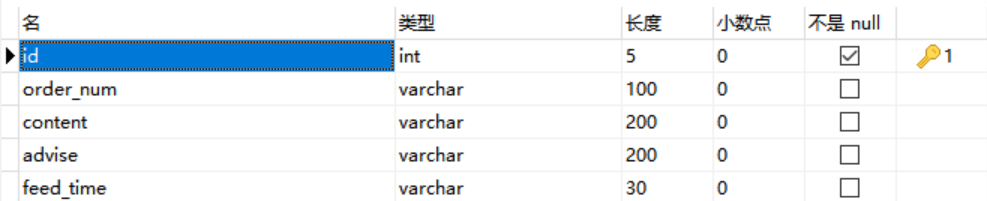 名 类型 长度 小数点 不是 null
id int 5 0 1
order_num varchar 100 0
content varchar 200 0
advise varchar 200 0
feed_time varchar 30 0